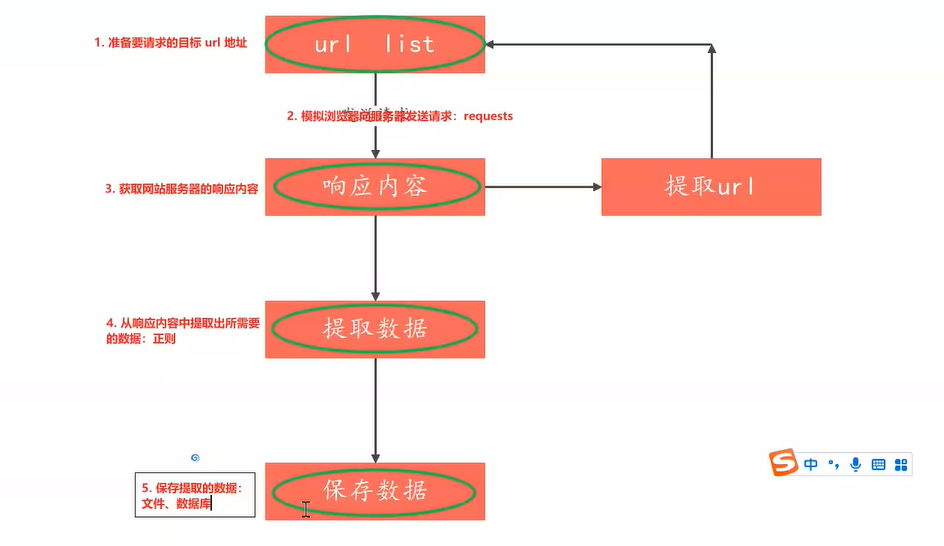 1. 准备要请求的目标 url 地址
url list
2. 模拟浏览器向服务器发送请求：requests
3. 获取网站服务器的响应内容
响应内容
提取url
4. 从响应内容中提取出所需要
的数据：正则
提取数据
5. 保存提取的数据：
文件、数据库
保存数据
中